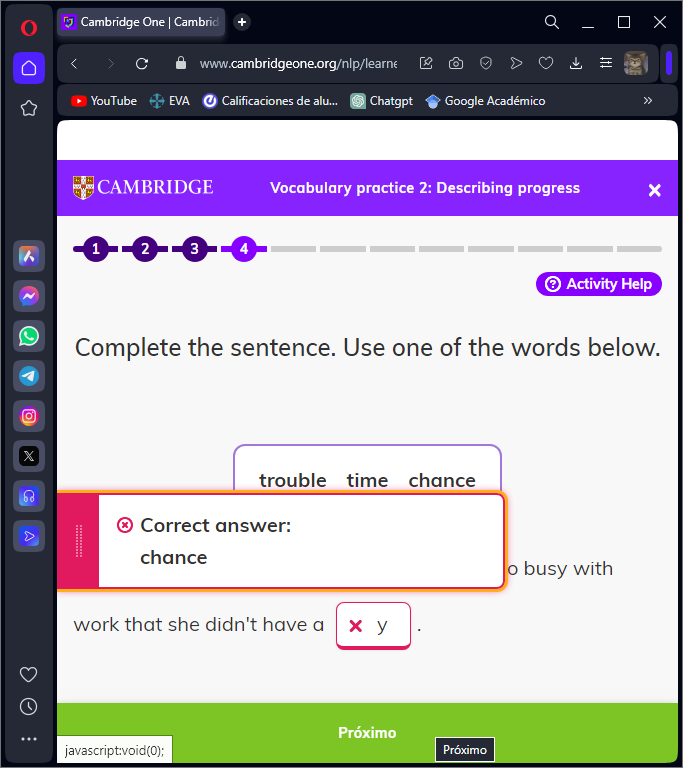 Cambridge One | Cambrid
www.cambridgeone.org/nlp/learne
YouTube EVA Calificaciones de alu... Chatgpt Google Académico »
CAMBRIDGE Vocabulary practice 2: Describing progress
1 2 3 4
Activity Help
Complete the sentence. Use one of the words below.
trouble time chance
Correct answer:
chance
o busy with
work that she didn't have a y .
Próximo
javascript:void(0);
Próximo